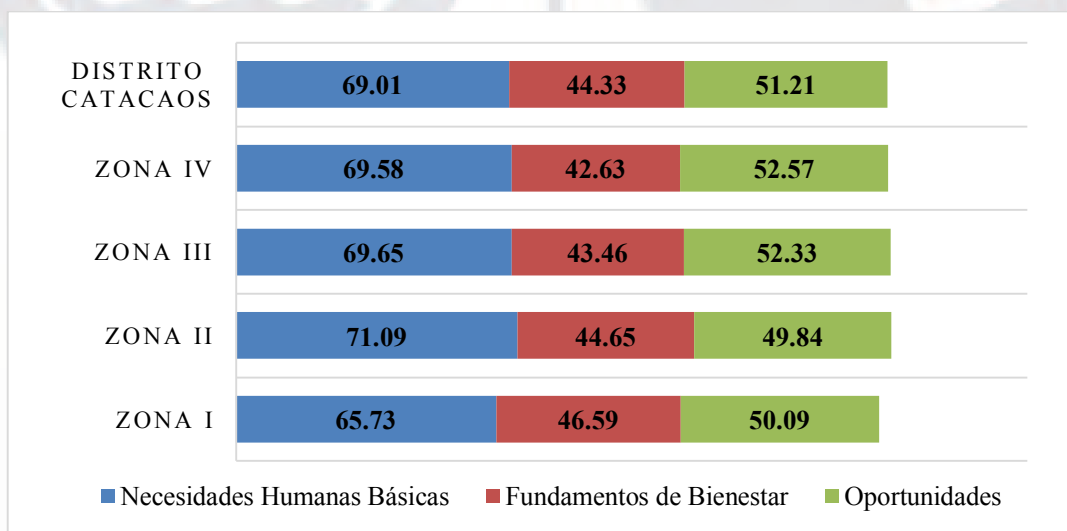 DISTRITO
CATACAOS
69.01 44.33 51.21
ZONA IV 69.58 42.63 52.57
ZONA III 69.65 43.46 52.33
ZONA II 71.09 44.65 49.84
ZONA I 65.73 46.59 50.09
Necesidades Humanas Básicas Fundamentos de Bienestar Oportunidades